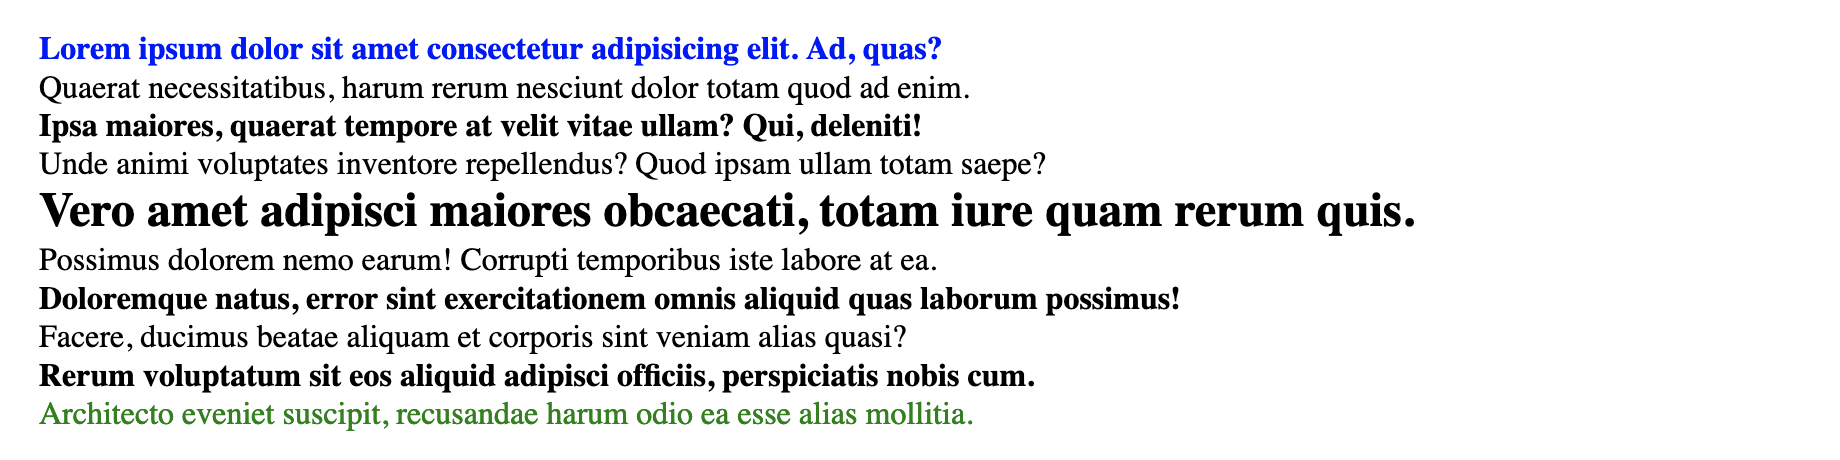 Lorem ipsum dolor sit amet consectetur adipisicing elit. Ad, quas?
Quaerat necessitatibus, harum rerum nesciunt dolor totam quod ad enim.
Ipsa maiores, quaerat tempore at velit vitae ullam? Qui, deleniti!
Unde animi voluptates inventore repellendus? Quod ipsam ullam totam saepe?
Vero amet adipisci maiores obcaecati, totam iure quam rerum quis.
Possimus dolorem nemo earum! Corrupti temporibus iste labore at ea.
Doloremque natus, error sint exercitationem omnis aliquid quas laborum possimus!
Facere, ducimus beatae aliquam et corporis sint veniam alias quasi?
Rerum voluptatum sit eos aliquid adipisci officiis, perspiciatis nobis cum.
Architecto eveniet suscipit, recusandae harum odio ea esse alias mollitia.